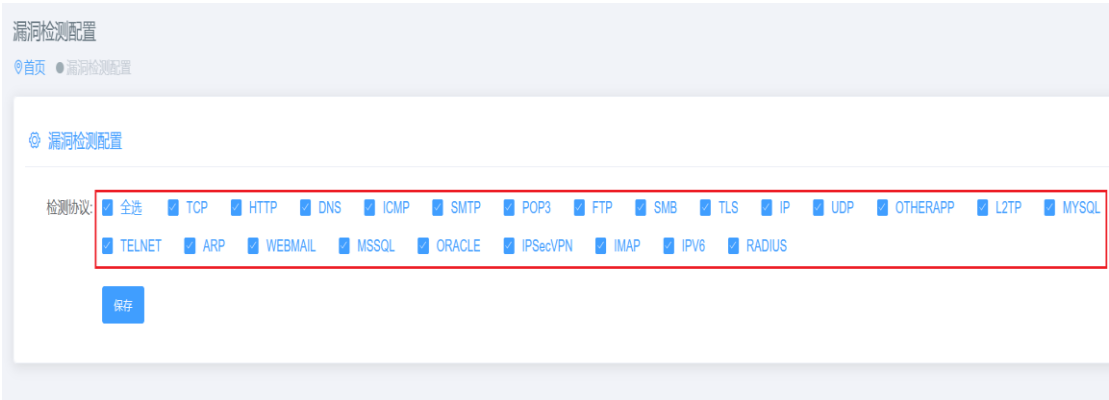 漏洞检测配置
首页 漏洞检测配置
漏洞检测配置
检测协议: 全选 TCP HTTP DNS ICMP SMTP POP3 FTP SMB TLS IP UDP OTHERAPP L2TP MYSQL
TELNET ARP WEBMAIL MSSQL ORACLE IPSecVPN IMAP IPV6 RADIUS
保存